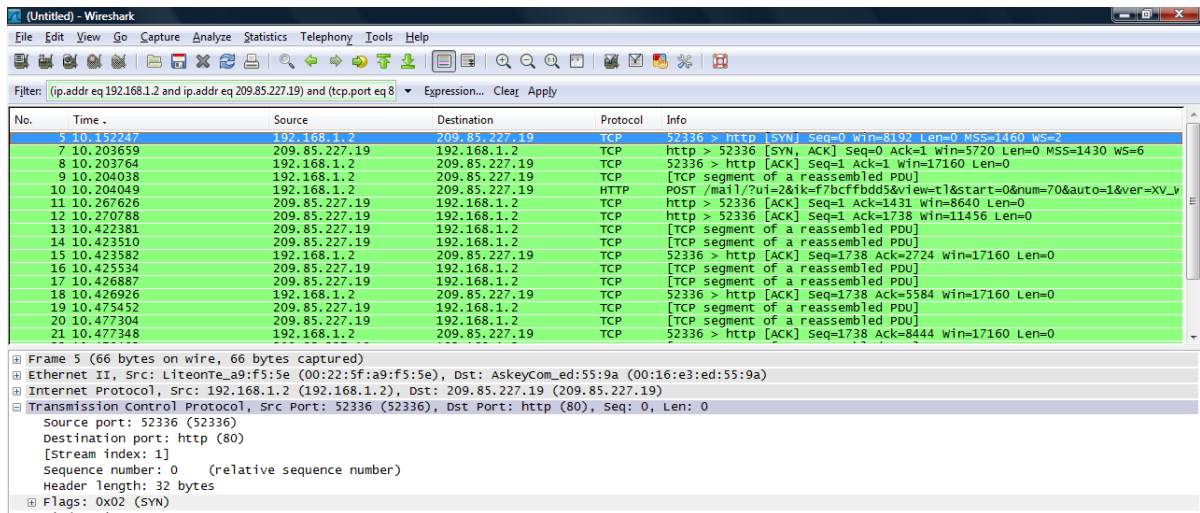 (Untitled) - Wireshark
File Edit View Go Capture Analyze Statistics Telephony Tools Help
Filter: (ip.addr eq 192.168.1.2 and ip.addr eq 209.85.227.19) and (tcp.port eq 8 Expression... Clear Apply
No. Time Source Destination Protocol Info
5 10.152247 192.168.1.2 209.85.227.19 TCP 52336 > http [SYN] Seq=0 Win=8192 Len=0 MSS=1460 WS=2
7 10.203659 209.85.227.19 192.168.1.2 TCP http > 52336 [SYN, ACK] Seq=0 Ack=1 Win=5720 Len=0 MSS=1430 WS=6
8 10.203764 192.168.1.2 209.85.227.19 TCP 52336 > http [ACK] Seq=1 Ack=1 Win=17160 Len=0
9 10.204038 192.168.1.2 209.85.227.19 TCP [TCP segment of a reassembled PDU]
10 10.204049 192.168.1.2 209.85.227.19 HTTP POST /mail/?ui=2&ik=f7bcffbdd5&view=tl&start=0&num=70&auto=1&ver=XV_
11 10.267626 209.85.227.19 192.168.1.2 TCP http > 52336 [ACK] Seq=1 Ack=1431 Win=8640 Len=0
12 10.270788 209.85.227.19 192.168.1.2 TCP http > 52336 [ACK] Seq=1 Ack=1738 Win=11456 Len=0
13 10.422381 209.85.227.19 192.168.1.2 TCP [TCP segment of a reassembled PDU]
14 10.423510 209.85.227.19 192.168.1.2 TCP [TCP segment of a reassembled PDU]
15 10.423582 192.168.1.2 209.85.227.19 TCP 52336 > http [ACK] Seq=1738 Ack=2724 Win=17160 Len=0
16 10.425534 209.85.227.19 192.168.1.2 TCP [TCP segment of a reassembled PDU]
17 10.426887 209.85.227.19 192.168.1.2 TCP [TCP segment of a reassembled PDU]
18 10.426926 192.168.1.2 209.85.227.19 TCP 52336 > http [ACK] Seq=1738 Ack=5584 Win=17160 Len=0
19 10.475452 209.85.227.19 192.168.1.2 TCP [TCP segment of a reassembled PDU]
20 10.477304 209.85.227.19 192.168.1.2 TCP [TCP segment of a reassembled PDU]
21 10.477348 192.168.1.2 209.85.227.19 TCP 52336 > http [ACK] Seq=1738 Ack=8444 Win=17160 Len=0
Frame 5 (66 bytes on wire, 66 bytes captured)
Ethernet II, Src: LiteonTe_a9:f5:5e (00:22:5f:a9:f5:5e), Dst: AskeyCom_ed:55:9a (00:16:e3:ed:55:9a)
Internet Protocol, Src: 192.168.1.2 (192.168.1.2), Dst: 209.85.227.19 (209.85.227.19)
Transmission Control Protocol, Src Port: 52336 (52336), Dst Port: http (80), Seq: 0, Len: 0
Source port: 52336 (52336)
Destination port: http (80)
[Stream index: 1]
Sequence number: 0 (relative sequence number)
Header length: 32 bytes
Flags: 0x02 (SYN)